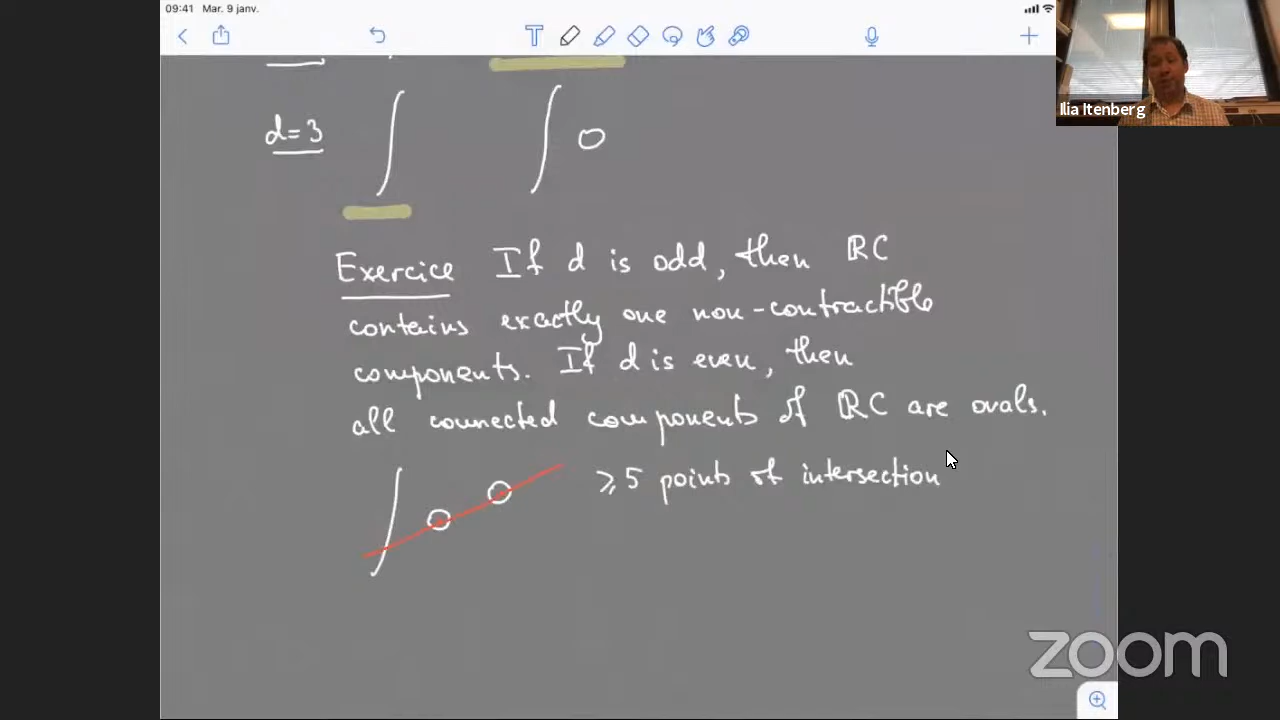 09:41 Mar. 9 janv.
Ilia Itenberg
d=3
Exercice If d is odd, then ℝC
contains exactly one non-contractible
components. If d is even, then
all connected components of ℝC are ovals.
⩾5 points of intersection
zoom